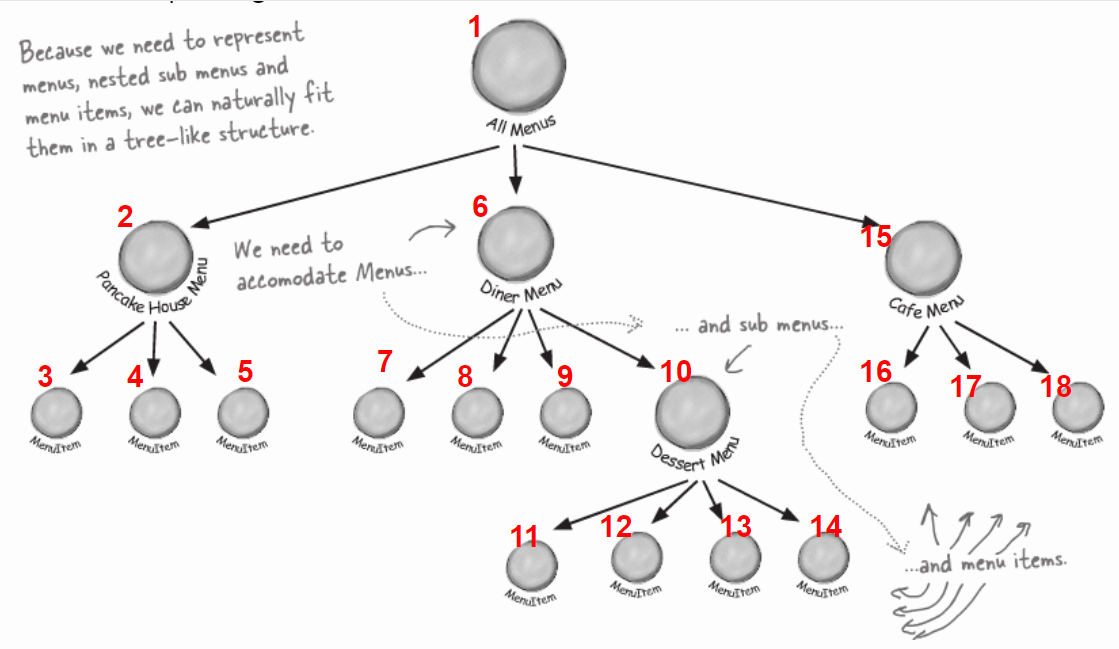 Because we need to represent
menus, nested sub menus and
menu items, we can naturally fit
them in a tree-like structure.
1
All Menus
2
Pancake House Menu
We need to
accomodate Menus...
6
Diner Menu
... and sub menus...
15
Cafe Menu
3
MenuItem
4
MenuItem
5
MenuItem
7
MenuItem
8
MenuItem
9
MenuItem
10
Dessert Menu
16
MenuItem
17
MenuItem
18
MenuItem
11
MenuItem
12
MenuItem
13
MenuItem
14
MenuItem
...and menu items.